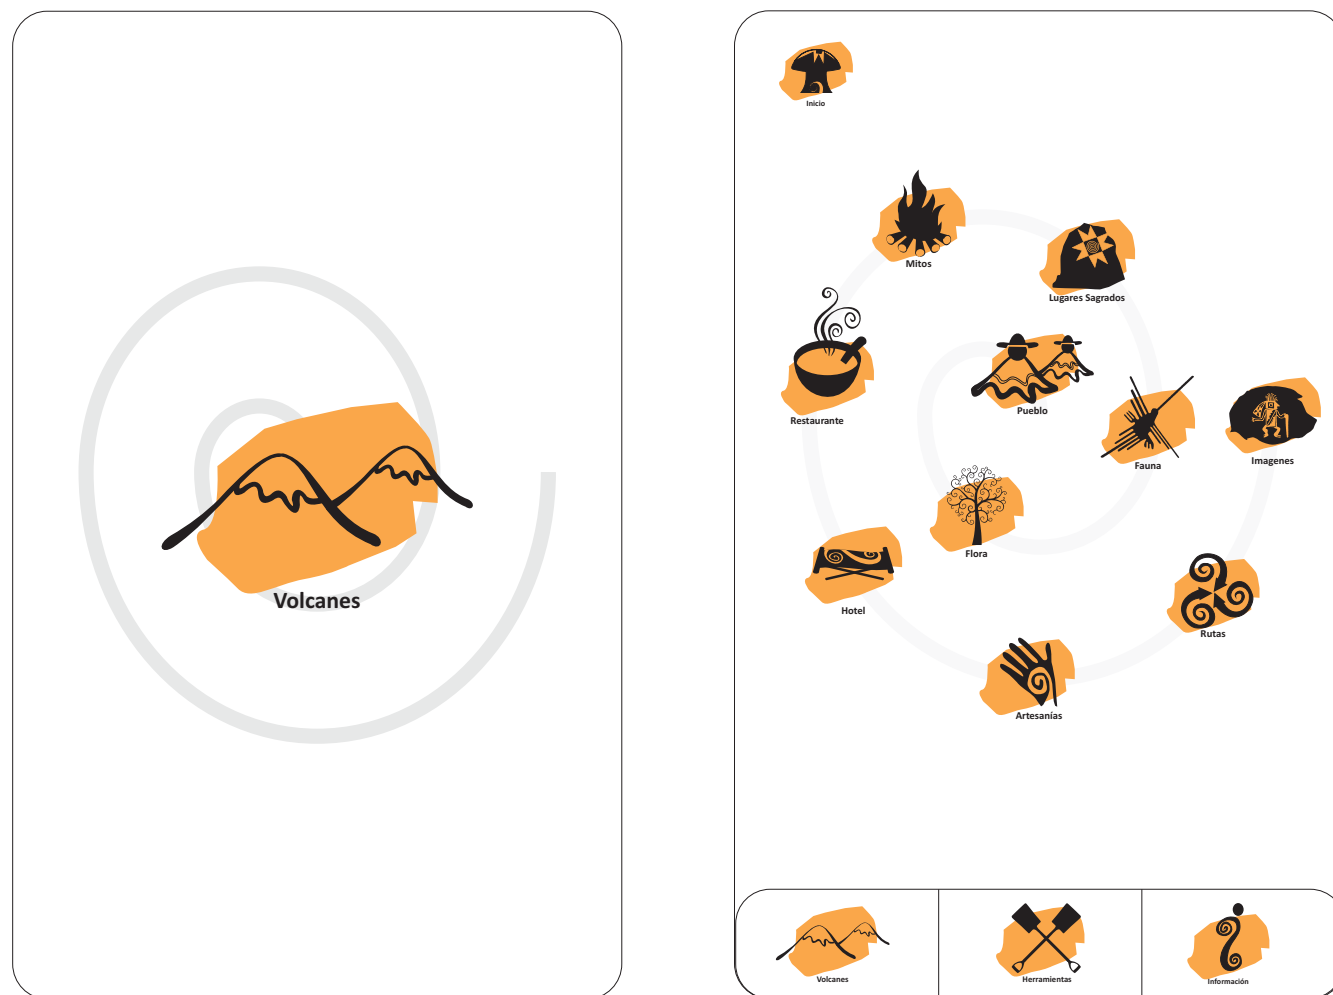 Volcanes
Inicio
Mitos
Lugares Sagrados
Restaurante
Pueblo
Fauna
Imagenes
Flora
Hotel
Rutas
Artesanías
Volcanes
Herramientas
Información